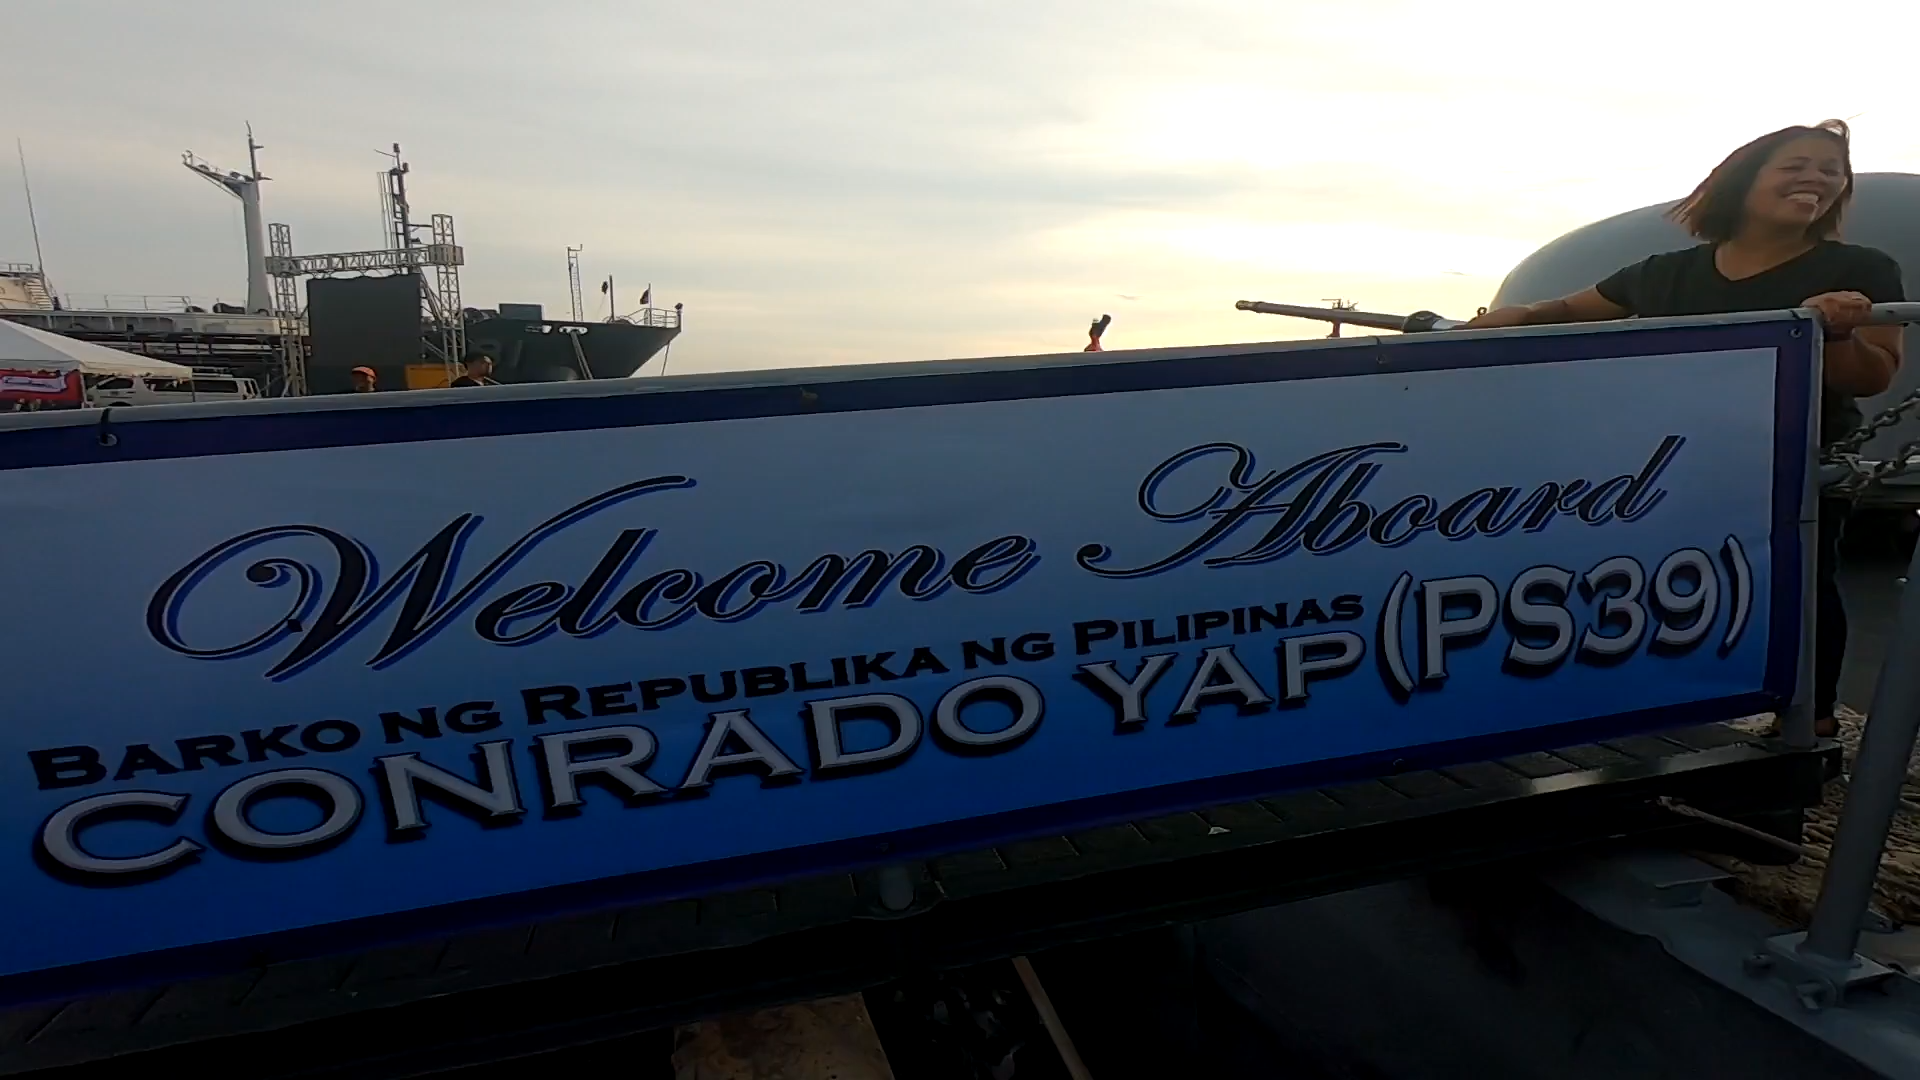 Welcome Aboard
BARKO NG REPUBLIKA NG PILIPINAS
CONRADO YAP (PS39)